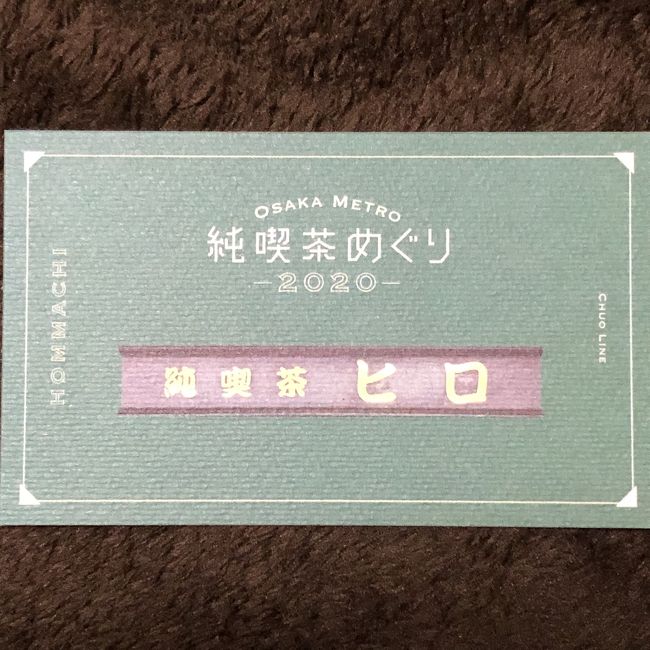 OSAKA METRO
純喫茶めぐり
2020
HOMMACHI
CHUO LINE
純喫茶 ヒロ